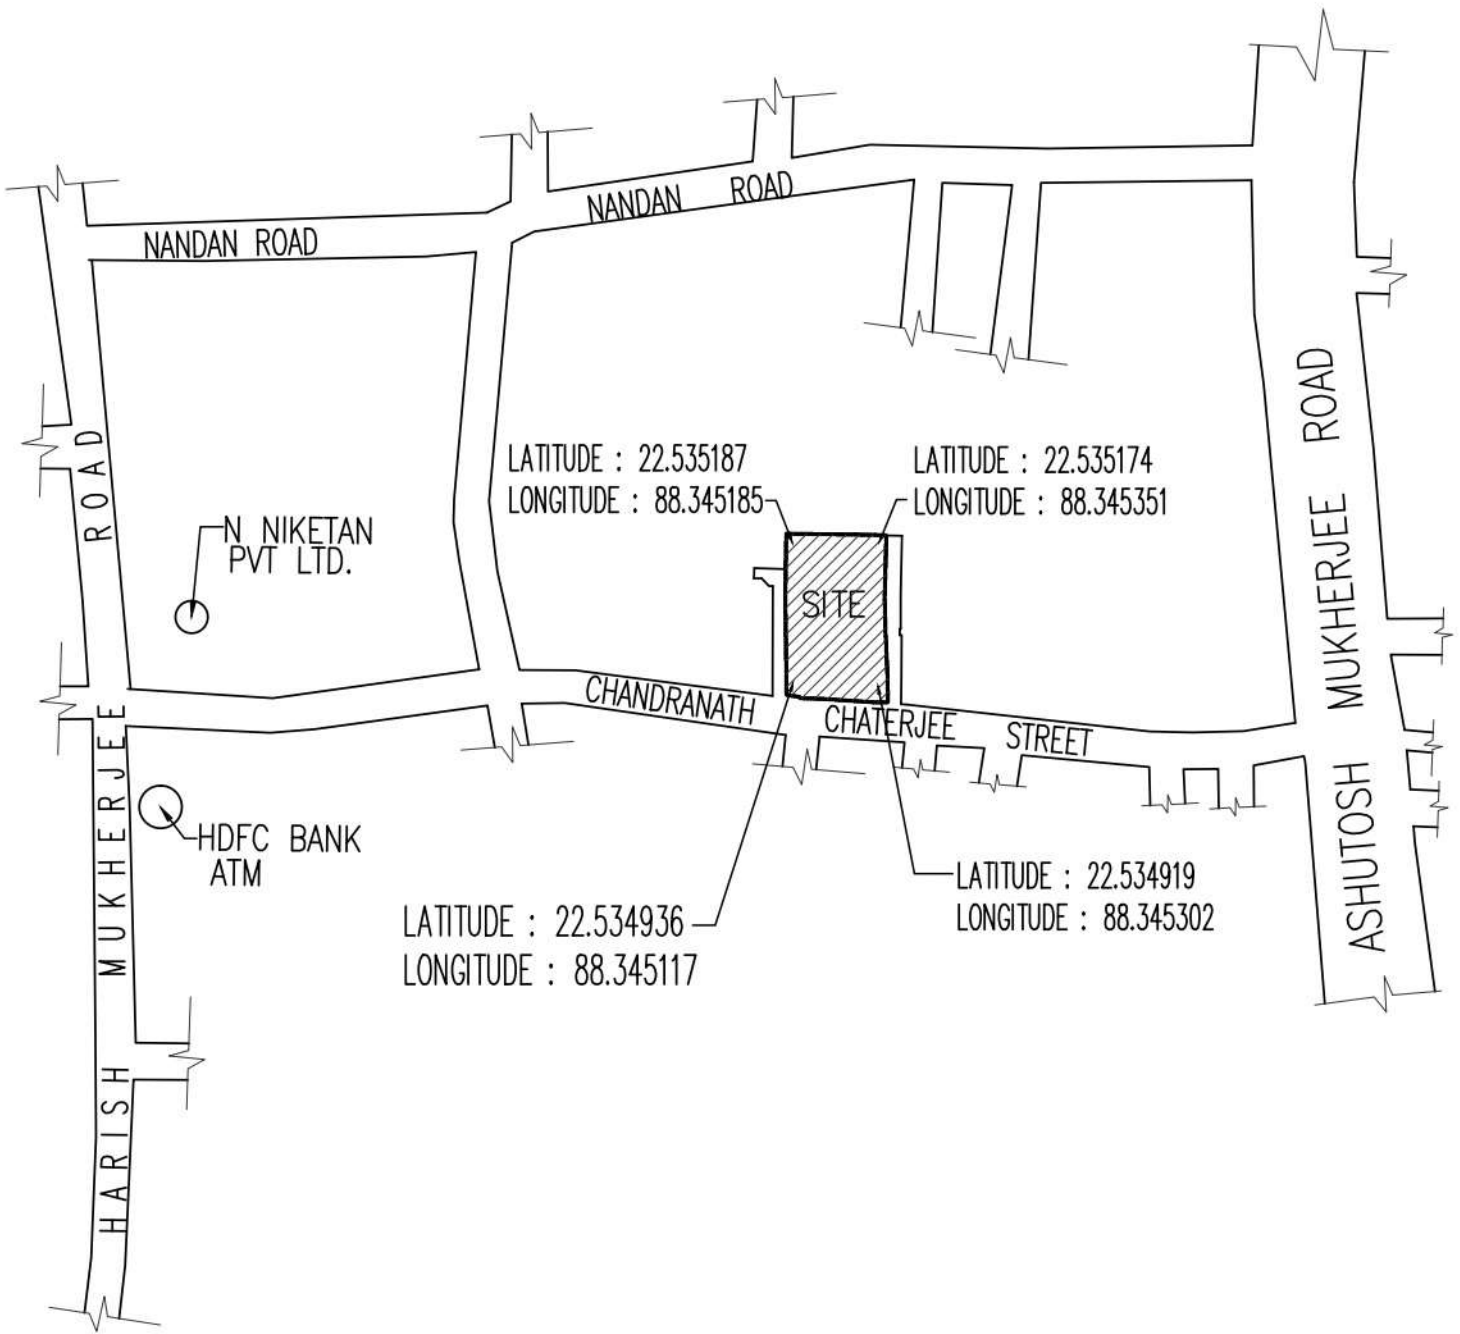 NANDAN ROAD
NANDAN ROAD
LATITUDE : 22.535187
LONGITUDE : 88.345185
LATITUDE : 22.535174
LONGITUDE : 88.345351
N NIKETAN
PVT LTD.
SITE
CHANDRANATH CHATERJEE STREET
HDFC BANK
ATM
LATITUDE : 22.534936
LONGITUDE : 88.345117
LATITUDE : 22.534919
LONGITUDE : 88.345302
HARISH MUKHERJEE ROAD
ASHUTOSH MUKHERJEE ROAD